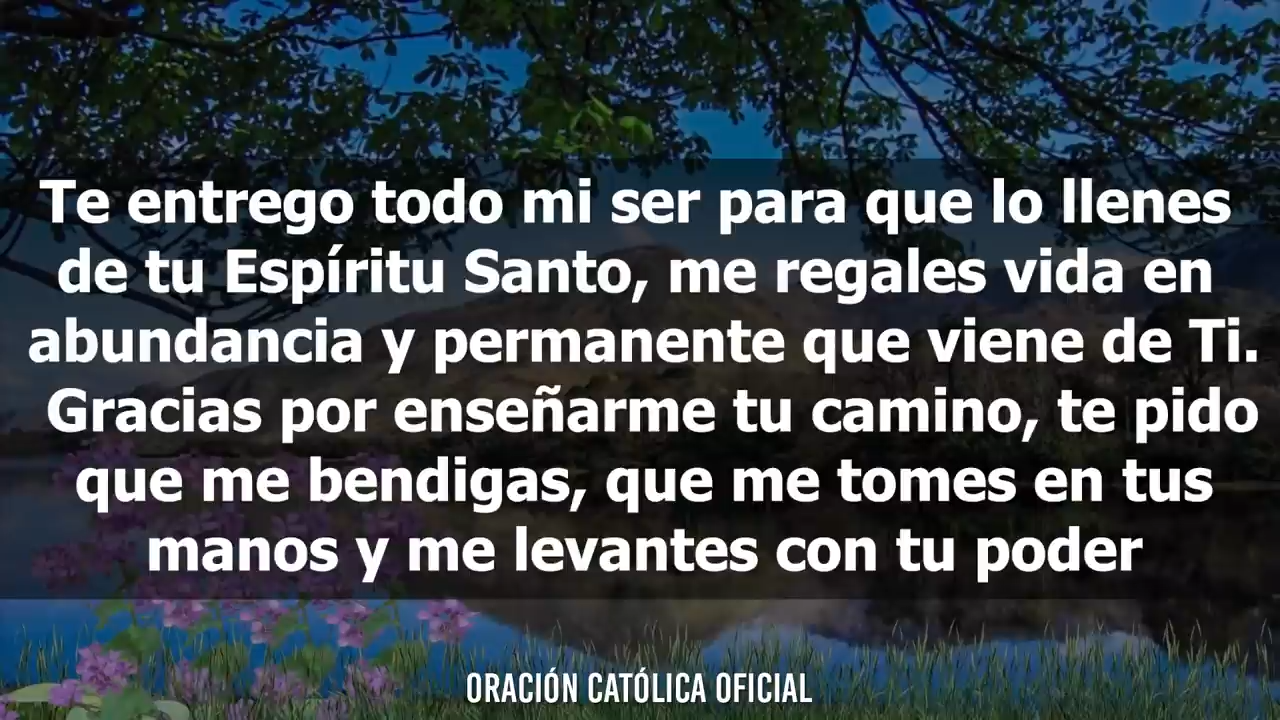 Te entrego todo mi ser para que lo llenes
de tu Espíritu Santo, me regales vida en
abundancia y permanente que viene de Ti.
Gracias por enseñarme tu camino, te pido
que me bendigas, que me tomes en tus
manos y me levantes con tu poder
ORACIÓN CATÓLICA OFICIAL